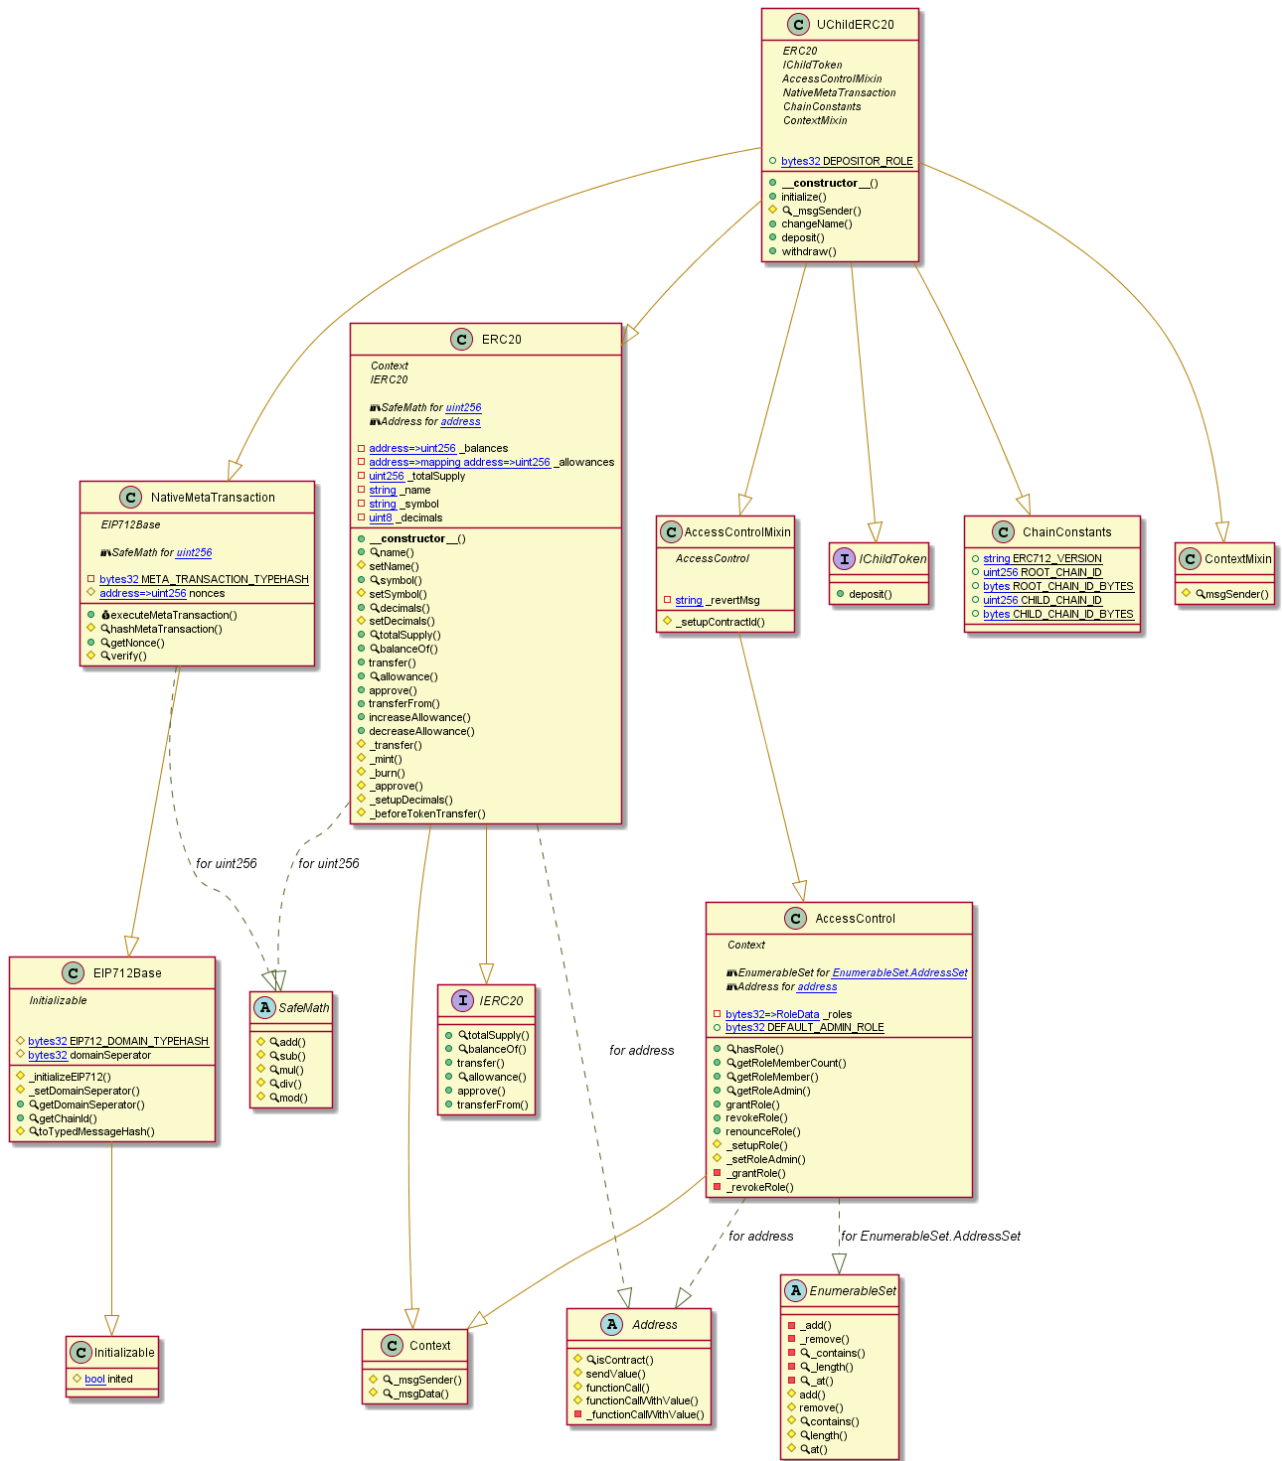 C UChildERC20
ERC20
IChildToken
AccessControlMixin
NativeMetaTransaction
ChainConstants
ContextMixin
bytes32 DEPOSITOR_ROLE
__constructor__()
initialize()
_msgSender()
changeName()
deposit()
withdraw()
C ERC20
Context
IERC20
SafeMath for uint256
Address for address
address=>uint256 _balances
address=>mapping address=>uint256 _allowances
uint256 _totalSupply
string _name
string _symbol
uint8 _decimals
__constructor__()
name()
setName()
symbol()
setSymbol()
decimals()
setDecimals()
totalSupply()
balanceOf()
transfer()
allowance()
approve()
transferFrom()
increaseAllowance()
decreaseAllowance()
_transfer()
_mint()
_burn()
_approve()
_setupDecimals()
_beforeTokenTransfer()
C NativeMetaTransaction
EIP712Base
SafeMath for uint256
bytes32 META_TRANSACTION_TYPEHASH
address=>uint256 nonces
executeMetaTransaction()
hashMetaTransaction()
getNonce()
verify()
C AccessControlMixin
AccessControl
string _revertMsg
_setupContractId()
I IChildToken
deposit()
C ChainConstants
string ERC712_VERSION
uint256 ROOT_CHAIN_ID
bytes ROOT_CHAIN_ID_BYTES
uint256 CHILD_CHAIN_ID
bytes CHILD_CHAIN_ID_BYTES
C ContextMixin
msgSender()
for uint256
for uint256
C EIP712Base
Initializable
bytes32 EIP712_DOMAIN_TYPEHASH
bytes32 domainSeperator
_initializeEIP712()
_setDomainSeperator()
getDomainSeperator()
getChainId()
toTypedMessageHash()
A SafeMath
add()
sub()
mul()
div()
mod()
I IERC20
totalSupply()
balanceOf()
transfer()
allowance()
approve()
transferFrom()
for address
C AccessControl
Context
EnumerableSet for EnumerableSet.AddressSet
Address for address
bytes32=>RoleData _roles
bytes32 DEFAULT_ADMIN_ROLE
hasRole()
getRoleMemberCount()
getRoleMember()
getRoleAdmin()
grantRole()
revokeRole()
renounceRole()
_setupRole()
_setRoleAdmin()
_grantRole()
_revokeRole()
for address
for EnumerableSet.AddressSet
C Initializable
bool inited
C Context
_msgSender()
_msgData()
A Address
isContract()
sendValue()
functionCall()
functionCallWithValue()
_functionCallWithValue()
A EnumerableSet
_add()
_remove()
_contains()
_length()
_at()
add()
remove()
contains()
length()
at()